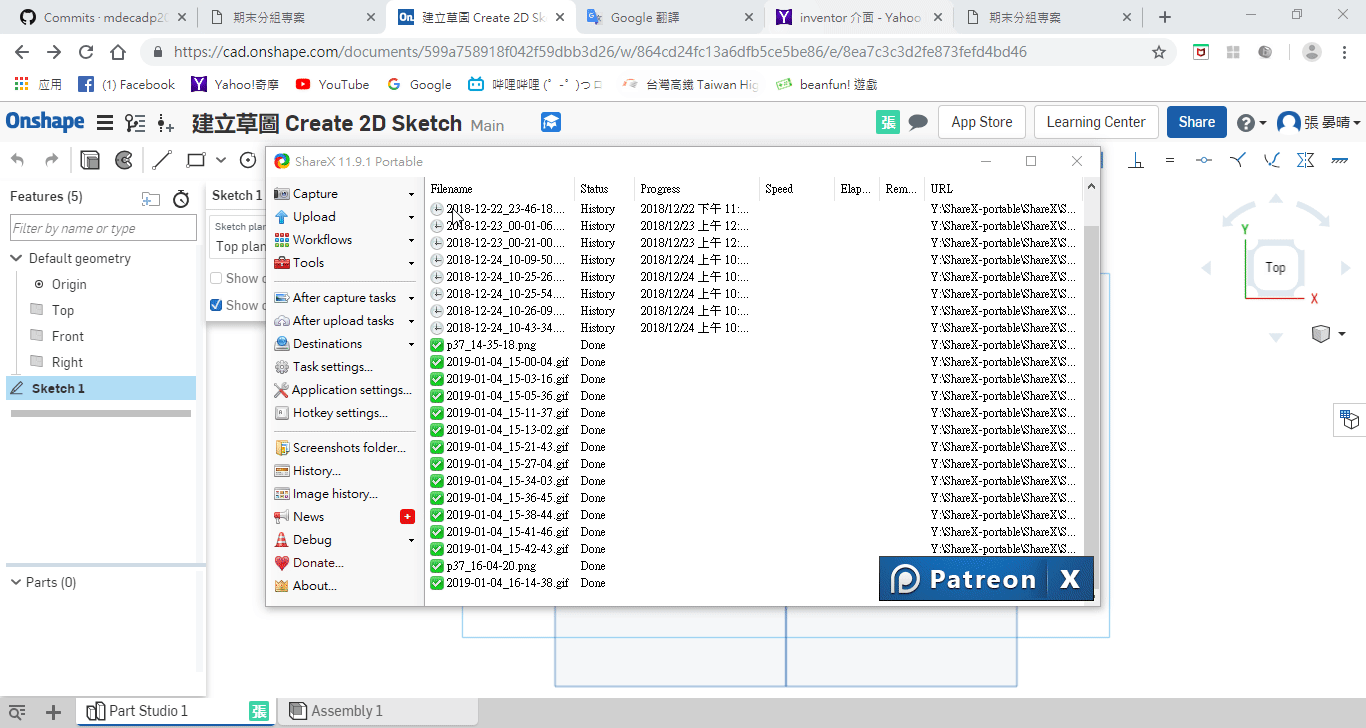 Commits · mdecadp20
期末分組專案
建立草圖 Create 2D Sk
Google 翻譯
inventor 介面 - Yahoo
期末分組專案
https://cad.onshape.com/documents/599a758918f042f59dbb3d26/w/864cd24fc13a6dfb5ce5be86/e/8ea7c3c3d2fe873fefd4bd46
应用
(1) Facebook
Yahoo!奇摩
YouTube
Google
哔哩哔哩 (゜-゜)つロ
台灣高鐵 Taiwan Hig
beanfun! 遊戲
Onshape
建立草圖 Create 2D Sketch Main
張
App Store
Learning Center
Share
張 晏晴
Features (5)
Filter by name or type
Default geometry
Origin
Top
Front
Right
Sketch 1
Parts (0)
Sketch 1
Sketch plan
Top plan
Show c
Show c
ShareX 11.9.1 Portable
Capture
Upload
Workflows
Tools
After capture tasks
After upload tasks
Destinations
Task settings...
Application settings...
Hotkey settings...
Screenshots folder...
History...
Image history...
News
Debug
Donate...
About...
Filename Status Progress Speed Elap... Rem... URL
2018-12-22_23-46-18.... History 2018/12/22 下午 11:... Y:\ShareX-portable\ShareX\S...
2018-12-23_00-01-06.... History 2018/12/23 上午 12:... Y:\ShareX-portable\ShareX\S...
2018-12-23_00-21-00.... History 2018/12/23 上午 12:... Y:\ShareX-portable\ShareX\S...
2018-12-24_10-09-50.... History 2018/12/24 上午 10:... Y:\ShareX-portable\ShareX\S...
2018-12-24_10-25-26.... History 2018/12/24 上午 10:... Y:\ShareX-portable\ShareX\S...
2018-12-24_10-25-54.... History 2018/12/24 上午 10:... Y:\ShareX-portable\ShareX\S...
2018-12-24_10-26-09.... History 2018/12/24 上午 10:... Y:\ShareX-portable\ShareX\S...
2018-12-24_10-43-34.... History 2018/12/24 上午 10:... Y:\ShareX-portable\ShareX\S...
p37_14-35-18.png Done Y:\ShareX-portable\ShareX\S...
2019-01-04_15-00-04.gif Done Y:\ShareX-portable\ShareX\S...
2019-01-04_15-03-16.gif Done Y:\ShareX-portable\ShareX\S...
2019-01-04_15-05-36.gif Done Y:\ShareX-portable\ShareX\S...
2019-01-04_15-11-37.gif Done Y:\ShareX-portable\ShareX\S...
2019-01-04_15-13-02.gif Done Y:\ShareX-portable\ShareX\S...
2019-01-04_15-21-43.gif Done Y:\ShareX-portable\ShareX\S...
2019-01-04_15-27-04.gif Done Y:\ShareX-portable\ShareX\S...
2019-01-04_15-34-03.gif Done Y:\ShareX-portable\ShareX\S...
2019-01-04_15-36-45.gif Done Y:\ShareX-portable\ShareX\S...
2019-01-04_15-38-44.gif Done Y:\ShareX-portable\ShareX\S...
2019-01-04_15-41-46.gif Done Y:\ShareX-portable\ShareX\S...
2019-01-04_15-42-43.gif Done Y:\ShareX-portable\ShareX\S...
p37_16-04-20.png Done
2019-01-04_16-14-38.gif Done
Patreon X
Y
Top
X
Part Studio 1
張
Assembly 1